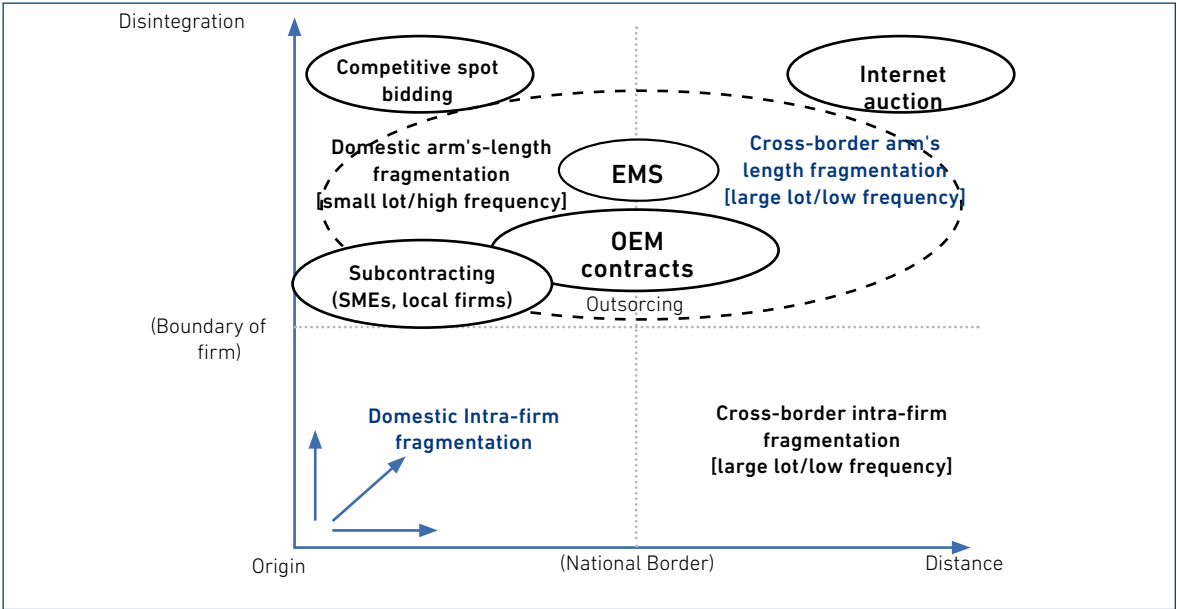 Disintegration
Competitive spot
bidding
Internet
auction
Domestic arm's-length
fragmentation
[small lot/high frequency]
EMS
Cross-border arm's
length fragmentation
[large lot/low frequency]
OEM
contracts
Subcontracting
(SMEs, local firms)
Outsorcing
(Boundary of
firm)
Domestic Intra-firm
fragmentation
Cross-border intra-firm
fragmentation
[large lot/low frequency]
Origin
(National Border)
Distance